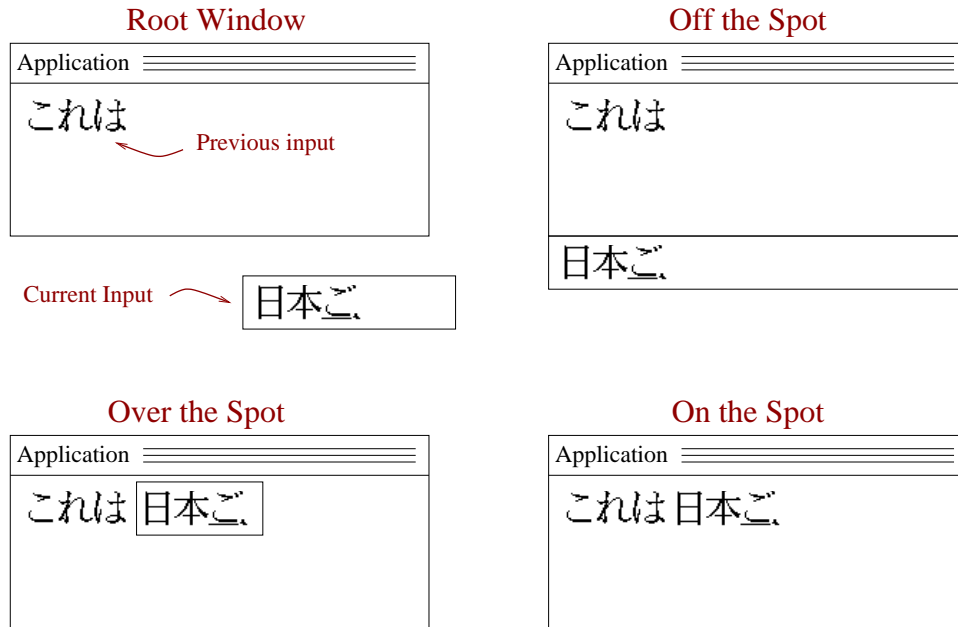 Root Window
Application
これは
Previous input
Current Input
日本ご
Off the Spot
Application
これは
日本ご
Over the Spot
Application
これは 日本ご
On the Spot
Application
これは 日本ご